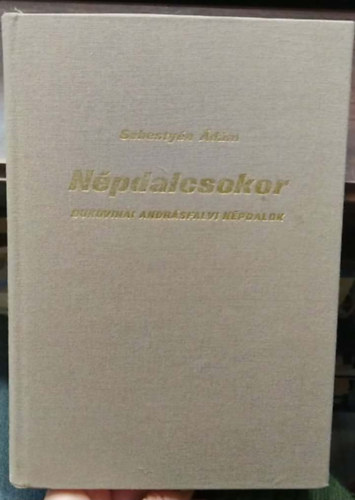 Sebestyén Ádám
Népdalcsokor
BUKOVINAI ANDRÁSFALVI NÉPDALOK